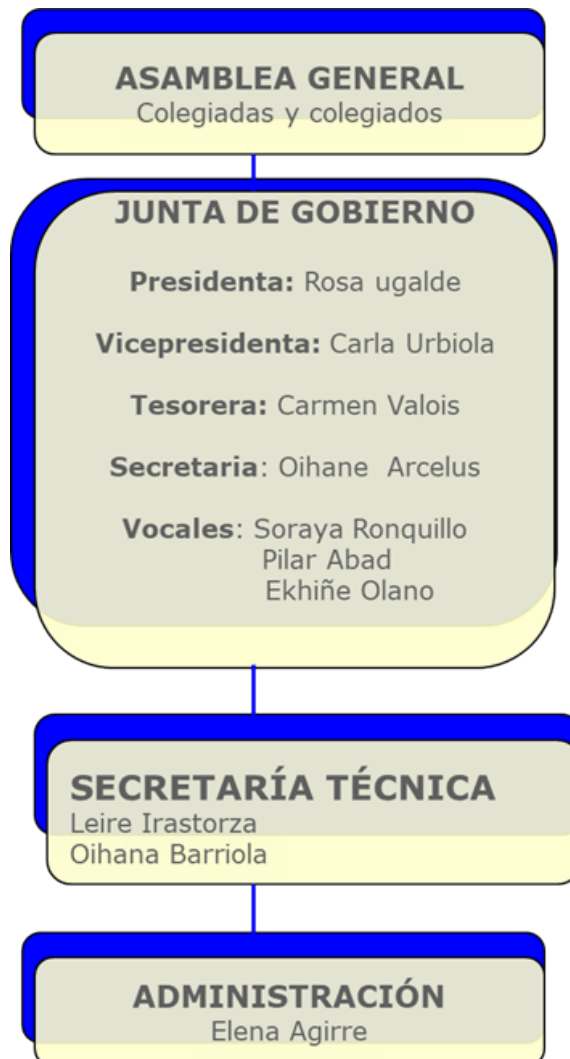 ASAMBLEA GENERAL
Colegiadas y colegiados
JUNTA DE GOBIERNO
Presidenta: Rosa ugalde
Vicepresidenta: Carla Urbiola
Tesorera: Carmen Valois
Secretaria: Oihane Arcelus
Vocales: Soraya Ronquillo
Pilar Abad
Ekhiñe Olano
SECRETARÍA TÉCNICA
Leire Irastorza
Oihana Barriola
ADMINISTRACIÓN
Elena Agirre